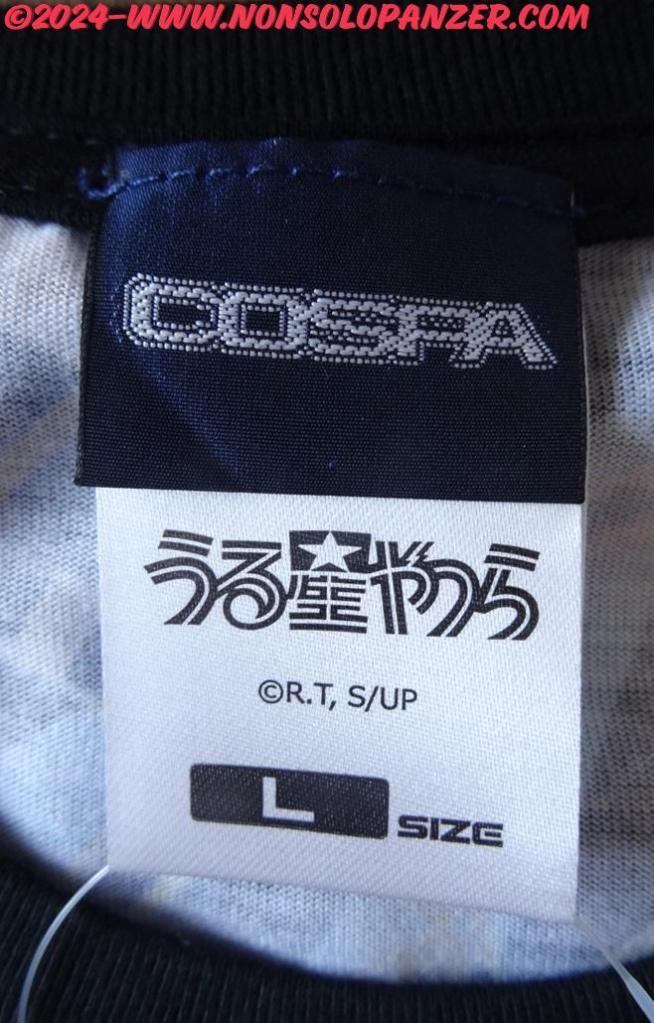 ©2024-WWW.NONSOLOPANZER.COM
COSPA
うる星やつら
©R.T, S/UP
L SIZE